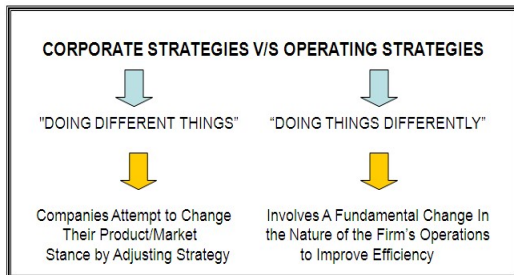 CORPORATE STRATEGIES V/S OPERATING STRATEGIES
"DOING DIFFERENT THINGS"
“DOING THINGS DIFFERENTLY”
Companies Attempt to Change
Their Product/Market
Stance by Adjusting Strategy
Involves A Fundamental Change In
the Nature of the Firm's Operations
to Improve Efficiency